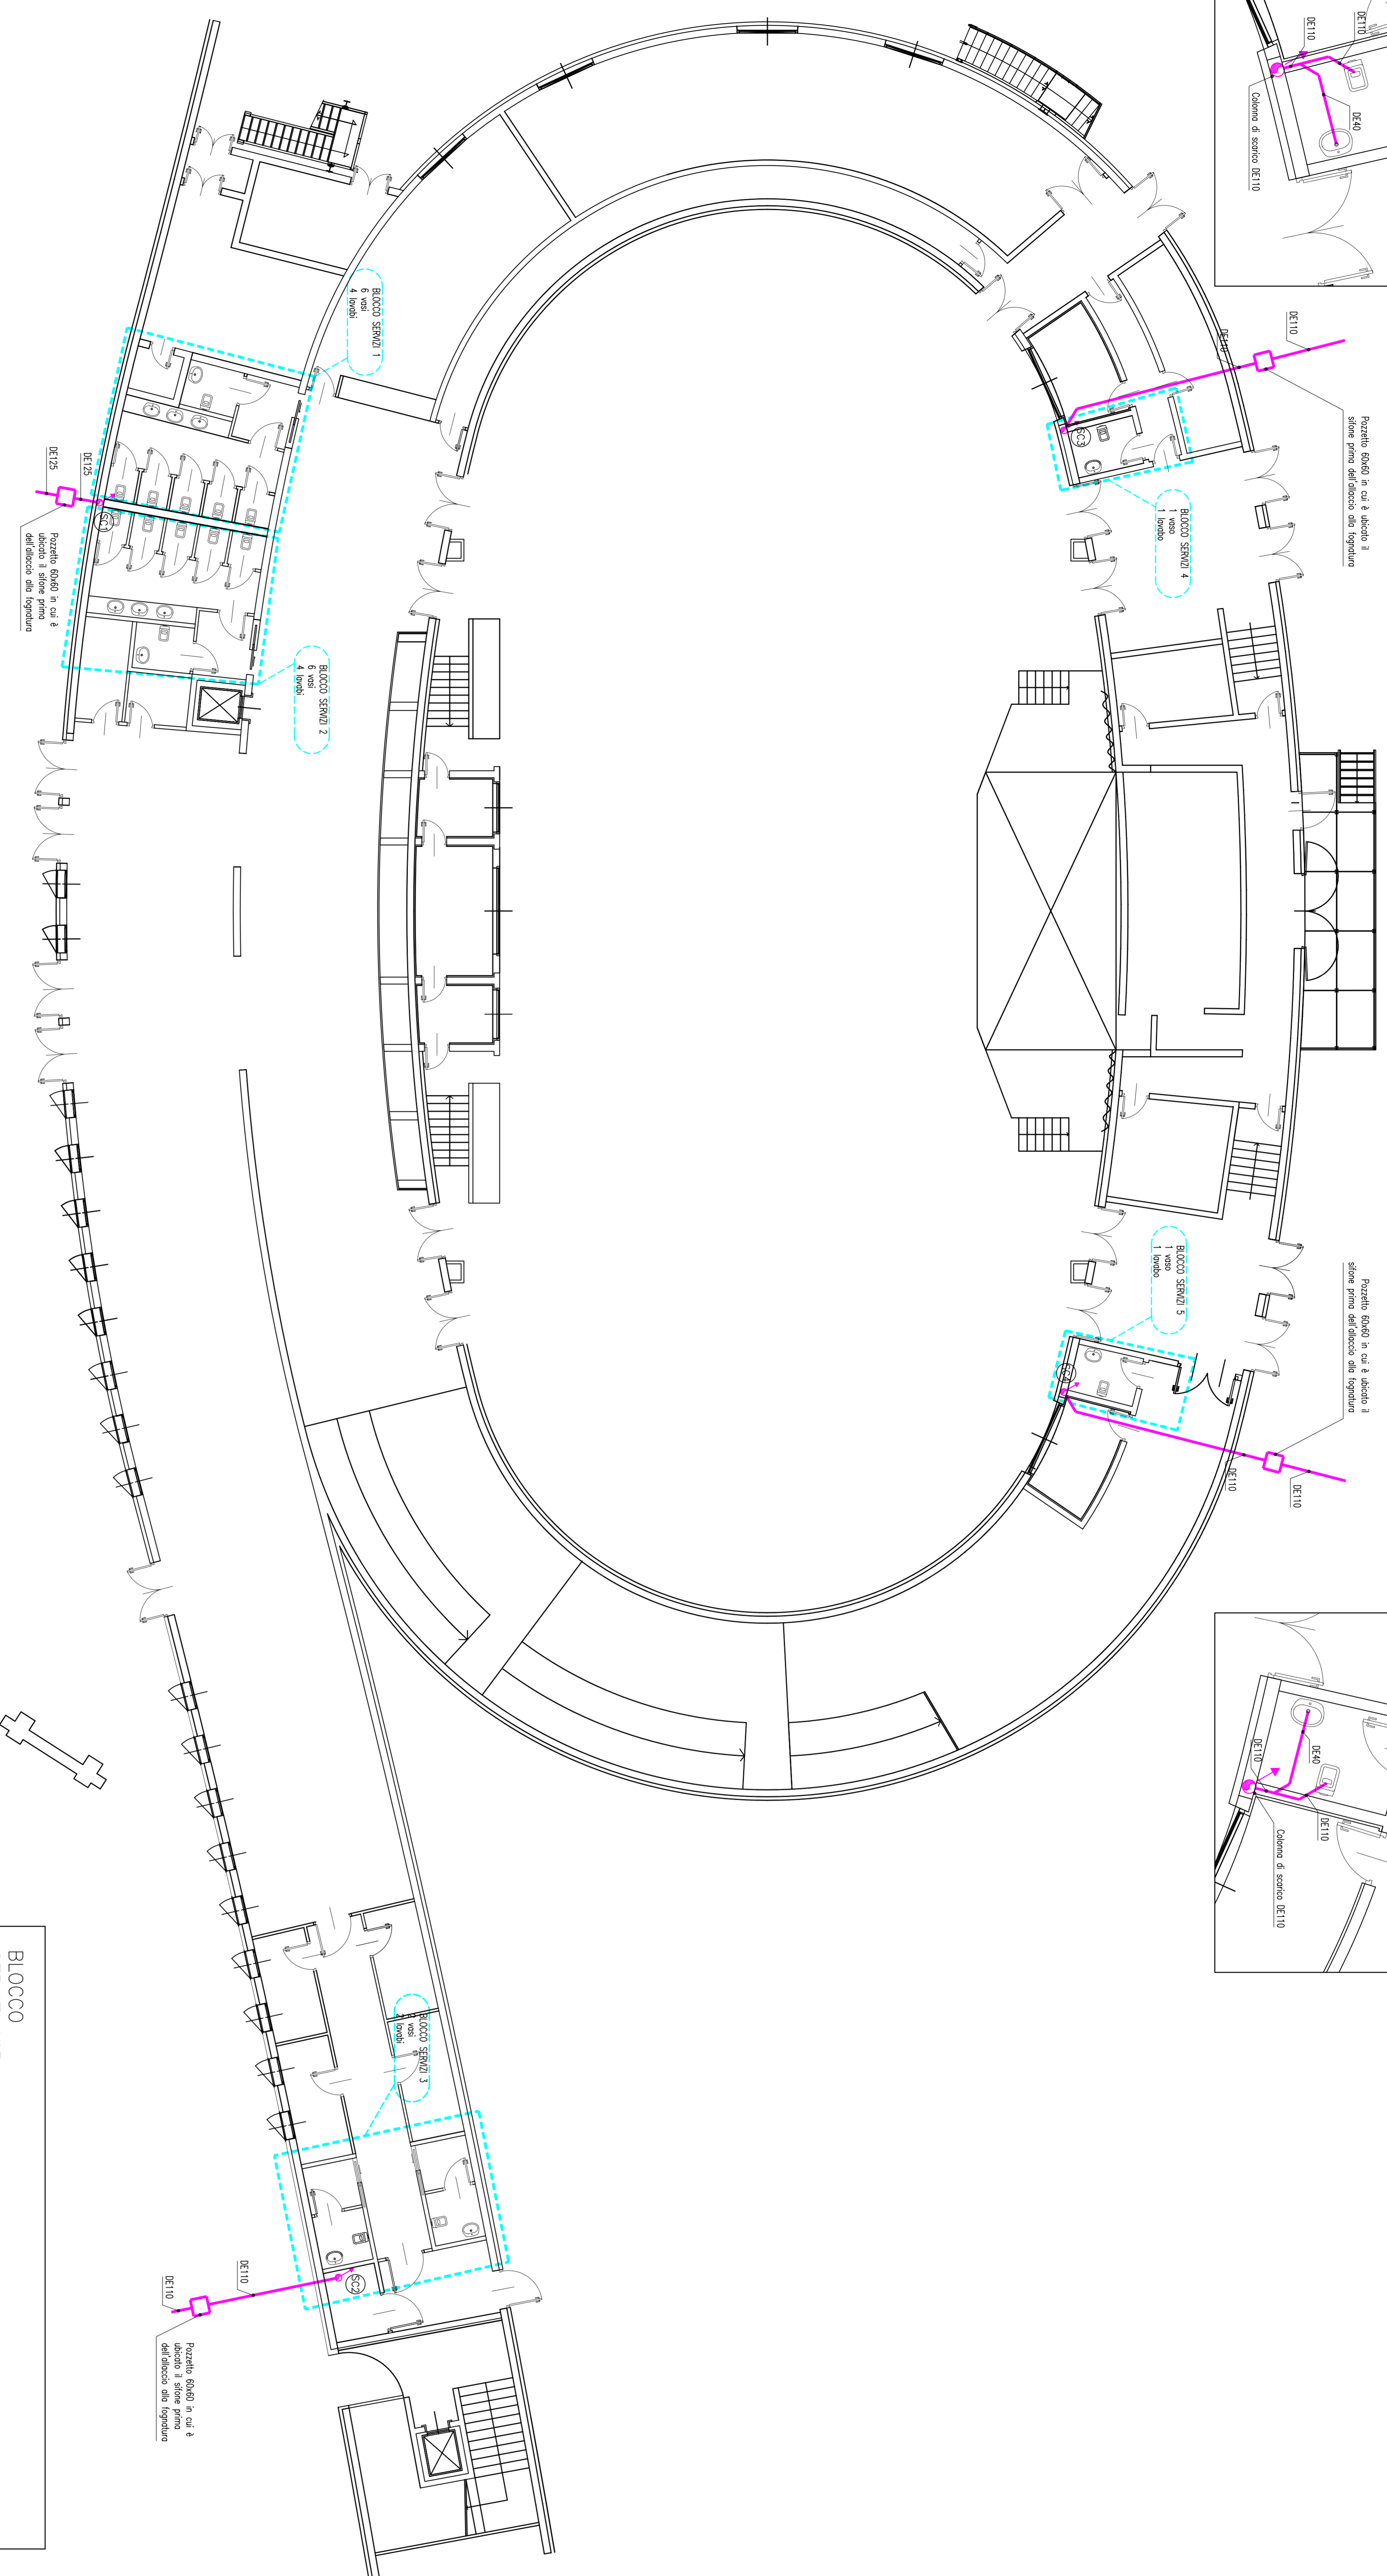 DE110
DE110
DE40
Colonna di scarico DE110
DE110
DE110
Pozzetto 60x60 in cui è ubicato il
sifone prima dell'allaccio alla fognatura
SC3
BLOCCO SERVIZI 4
1 vaso
1 lavabo
BLOCCO SERVIZI 1
6 vasi
4 lavabi
DE125
DE125
SC1
Pozzetto 60x60 in cui è
ubicato il sifone prima
dell'allaccio alla fognatura
BLOCCO SERVIZI 2
6 vasi
4 lavabi
BLOCCO SERVIZI 5
1 vaso
1 lavabo
Pozzetto 60x60 in cui è ubicato il
sifone prima dell'allaccio alla fognatura
DE110
DE110
DE40
DE110
DE110
Colonna di scarico DE110
BLOCCO SERVIZI 3
vasi
2 lavabi
SC2
DE110
DE110
Pozzetto 60x60 in cui è
ubicato il sifone prima
dell'allaccio alla fognatura
BLOCCO